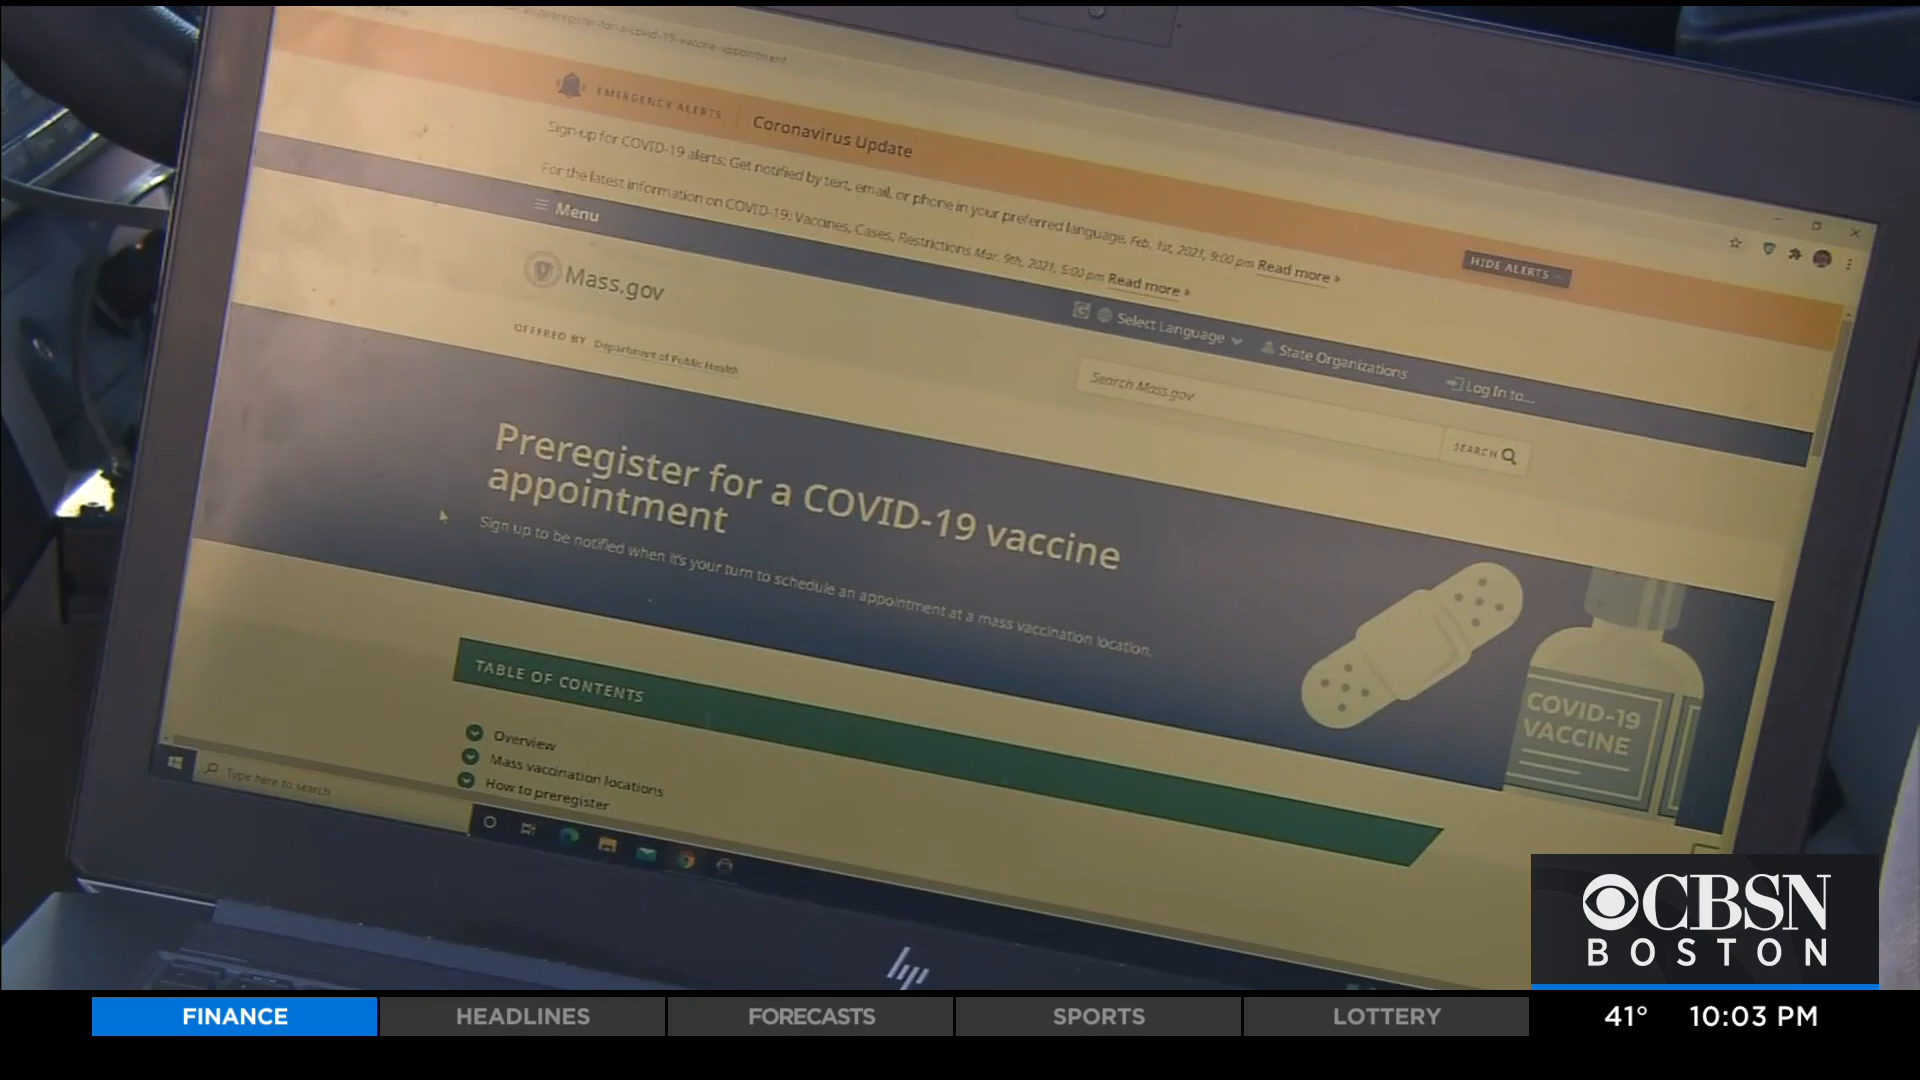 register-for-a-covid-19-vaccine-appointment
EMERGENCY ALERTS Coronavirus Update
Sign-up for COVID-19 alerts: Get notified by text, email, or phone in your preferred language. Feb. 1st, 2021, 9:00 pm Read more »
For the latest information on COVID-19: Vaccines, Cases, Restrictions Mar. 9th, 2021, 5:00 pm Read more »
HIDE ALERTS
Menu
Select Language
State Organizations
Log In to...
Mass.gov
Search Mass.gov
SEARCH
OFFERED BY Department of Public Health
Preregister for a COVID-19 vaccine
appointment
Sign up to be notified when it's your turn to schedule an appointment at a mass vaccination location.
COVID-19
VACCINE
TABLE OF CONTENTS
Overview
Mass vaccination locations
How to preregister
Type here to search
hp
CBSN
BOSTON
FINANCE
HEADLINES
FORECASTS
SPORTS
LOTTERY
41° 10:03 PM